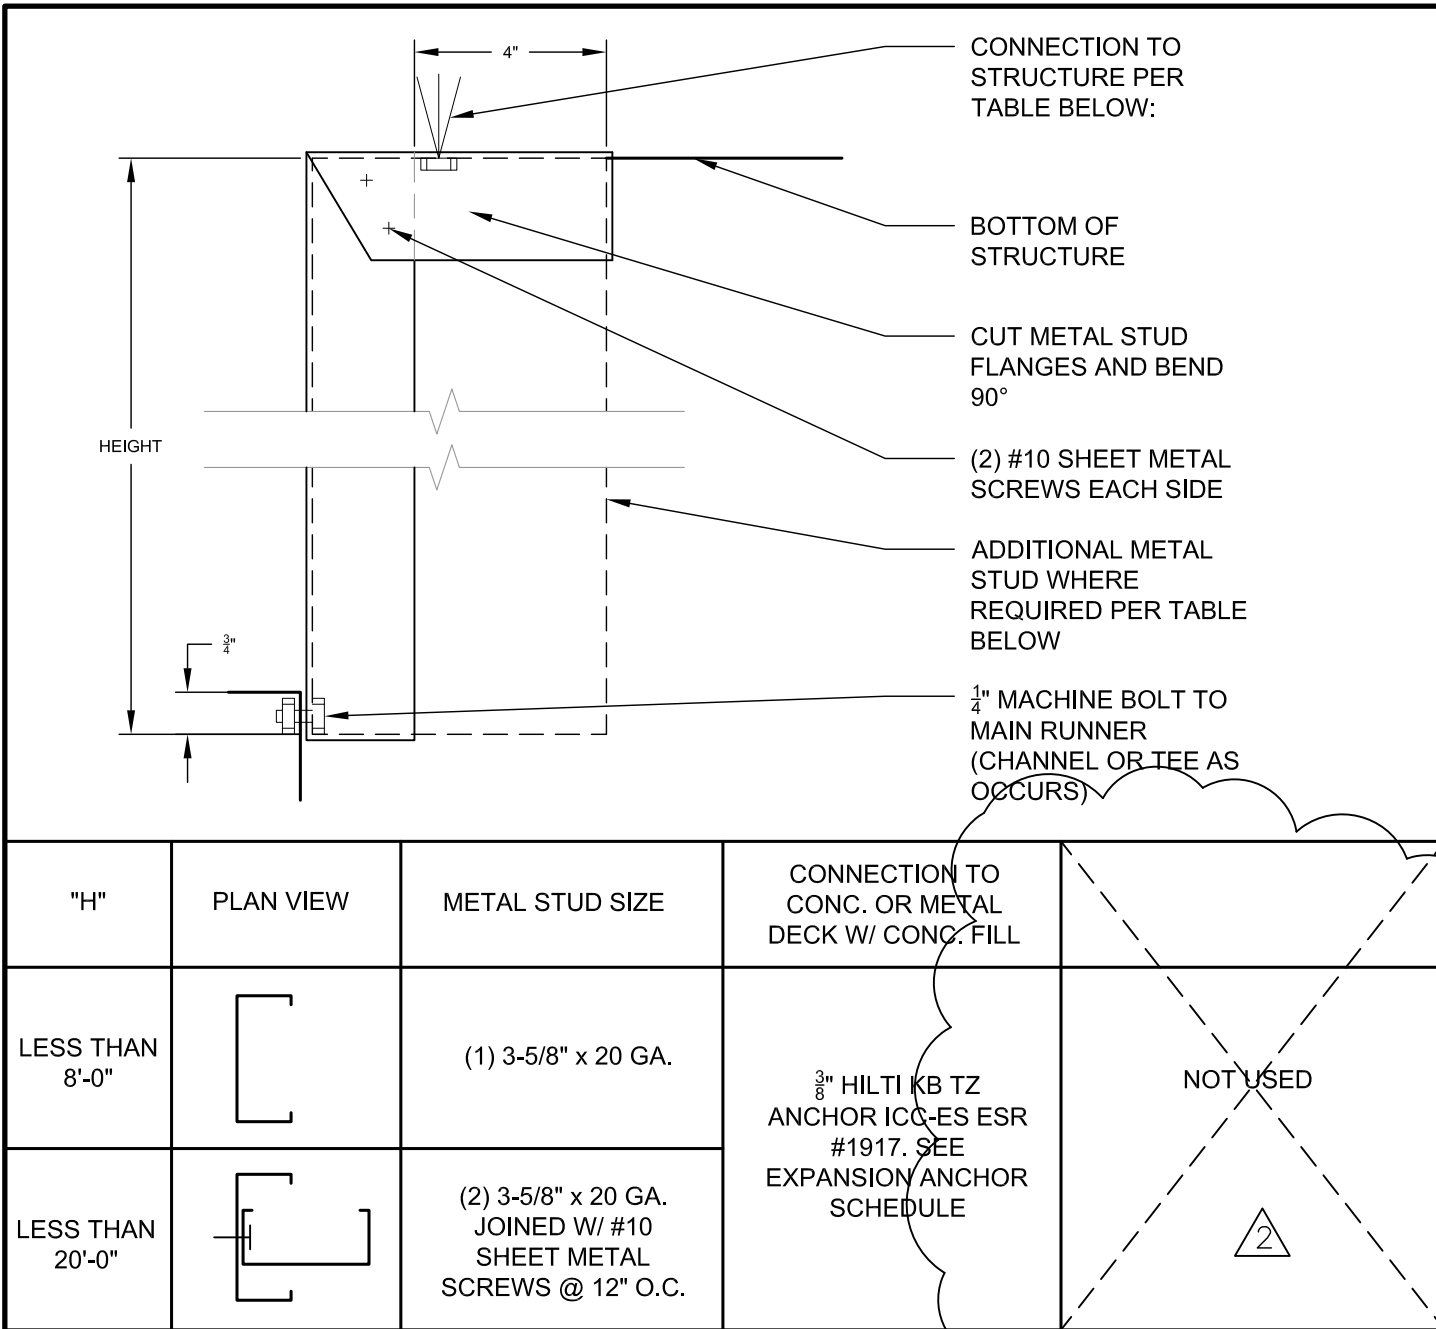 4"
CONNECTION TO
STRUCTURE PER
TABLE BELOW:
BOTTOM OF
STRUCTURE
CUT METAL STUD
FLANGES AND BEND
90°
HEIGHT
(2) #10 SHEET METAL
SCREWS EACH SIDE
ADDITIONAL METAL
STUD WHERE
REQUIRED PER TABLE
BELOW
3/4"
1/4" MACHINE BOLT TO
MAIN RUNNER
(CHANNEL OR TEE AS
OCCURS)
"H"
PLAN VIEW
METAL STUD SIZE
CONNECTION TO
CONC. OR METAL
DECK W/ CONC. FILL
LESS THAN
8'-0"
(1) 3-5/8" x 20 GA.
3/8" HILTI KB TZ
ANCHOR ICC-ES ESR
#1917. SEE
EXPANSION ANCHOR
SCHEDULE
NOT USED
LESS THAN
20'-0"
(2) 3-5/8" x 20 GA.
JOINED W/ #10
SHEET METAL
SCREWS @ 12" O.C.
2